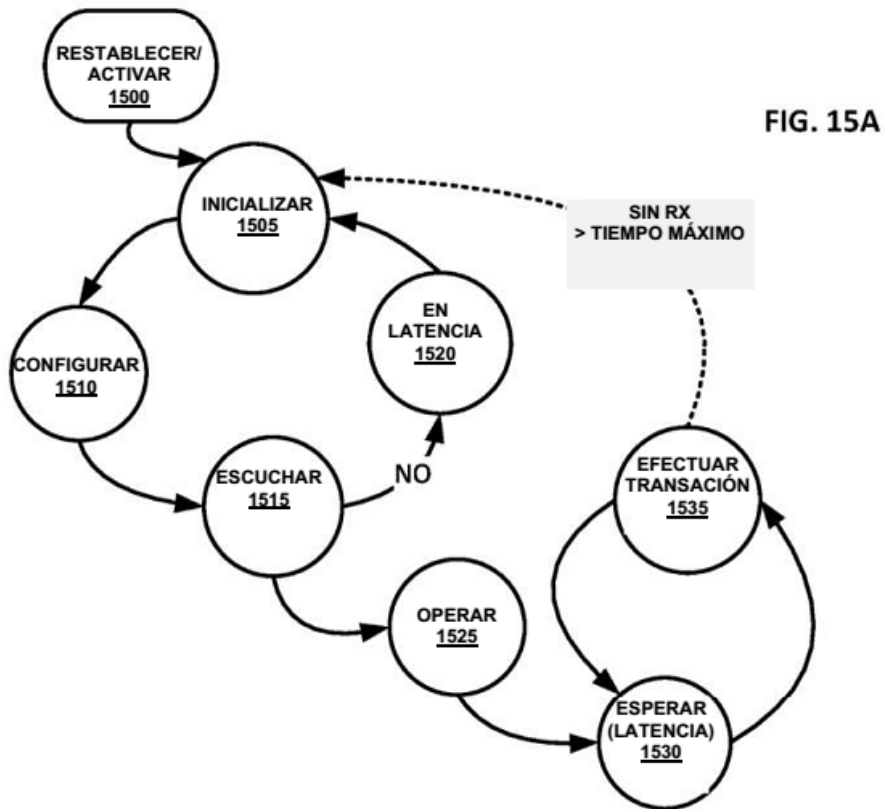 RESTABLECER/
ACTIVAR
1500
FIG. 15A
INICIALIZAR
1505
SIN RX
> TIEMPO MÁXIMO
EN
LATENCIA
1520
CONFIGURAR
1510
ESCUCHAR
1515
NO
EFECTUAR
TRANSACIÓN
1535
OPERAR
1525
ESPERAR
(LATENCIA)
1530